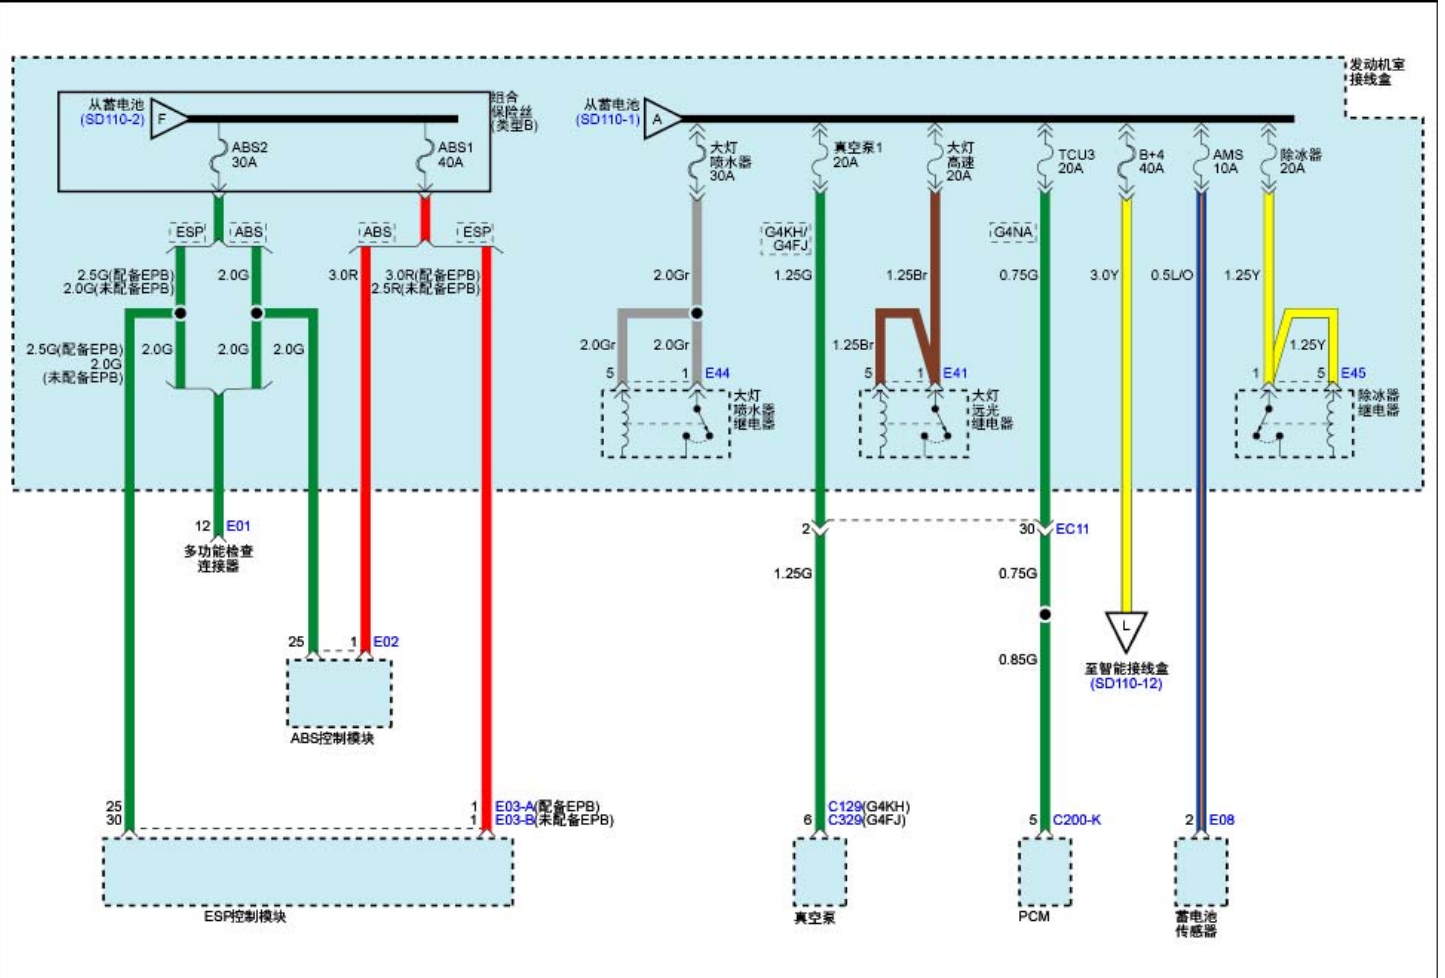 发动机室
接线盒
从蓄电池
(SD110-2)
F
组合
保险丝
(类型B)
ABS2
30A
ABS1
40A
从蓄电池
(SD110-1)
A
大灯
喷水器
30A
真空泵1
20A
大灯
高速
20A
TCU3
20A
B+4
40A
AMS
10A
除冰器
20A
ESP
ABS
ABS
ESP
G4KH/
G4FJ
G4NA
2.5G(配备EPB)
2.0G(未配备EPB)
2.0G
3.0R
3.0R(配备EPB)
2.5R(未配备EPB)
2.0Gr
1.25G
1.25Br
0.75G
3.0Y
0.5L/O
1.25Y
2.5G(配备EPB)
2.0G
(未配备EPB)
2.0G
2.0G
2.0G
2.0Gr
2.0Gr
1.25Br
1.25Y
5
1
E44
5
1
E41
1
5
E45
大灯
喷水器
继电器
大灯
远光
继电器
除冰器
继电器
12
E01
多功能检查
连接器
2
30
EC11
1.25G
0.75G
25
1
E02
L
0.85G
至智能接线盒
(SD110-12)
ABS控制模块
25
30
1
E03-A(配备EPB)
1
E03-B(未配备EPB)
C129(G4KH)
6
C329(G4FJ)
5
C200-K
2
E08
ESP控制模块
真空泵
PCM
蓄电池
传感器